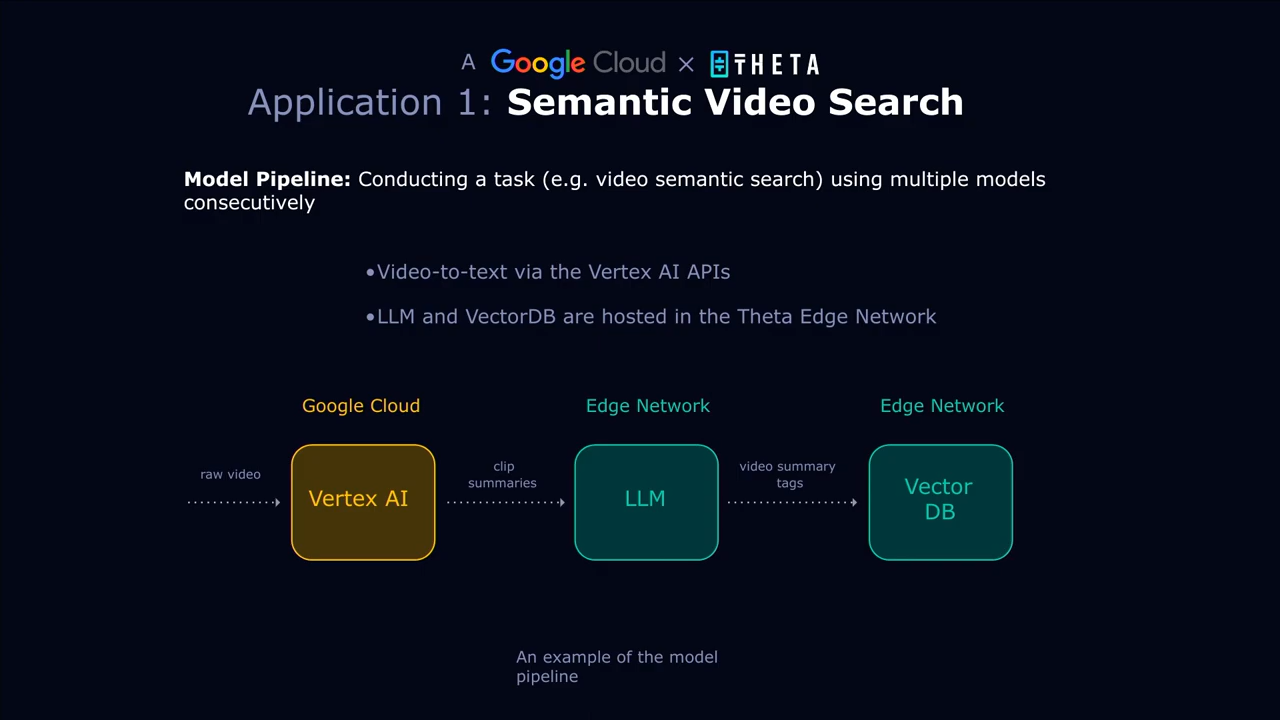 A Google Cloud × THETA
Application 1: Semantic Video Search
Model Pipeline: Conducting a task (e.g. video semantic search) using multiple models
consecutively
•Video-to-text via the Vertex AI APIs
•LLM and VectorDB are hosted in the Theta Edge Network
Google Cloud
Edge Network
Edge Network
raw video
Vertex AI
clip
summaries
LLM
video summary
tags
Vector
DB
An example of the model
pipeline